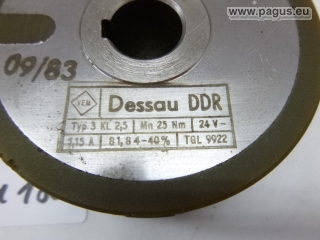 www.pagus.eu
09/83
VEM Dessau DDR
Typ 3 KL 2,5 Mn 25 Nm 24 V-
1,15 A 81,84-40% TGL 9922